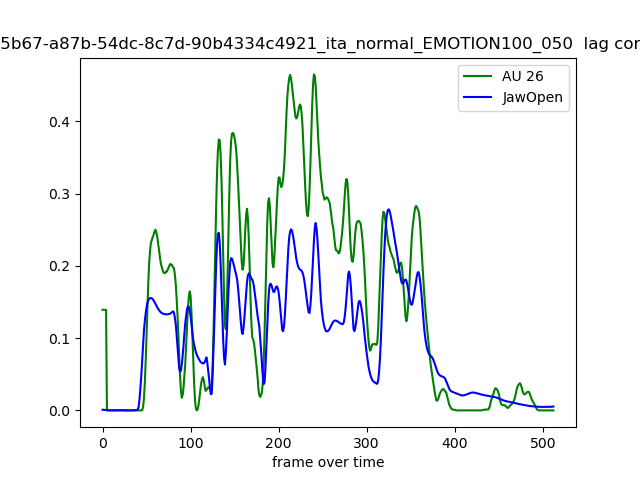 5b67-a87b-54dc-8c7d-90b4334c4921_ita_normal_EMOTION100_050  lag cor
AU 26
JawOpen
0.4
0.3
0.2
0.1
0.0
0 100 200 300 400 500
frame over time